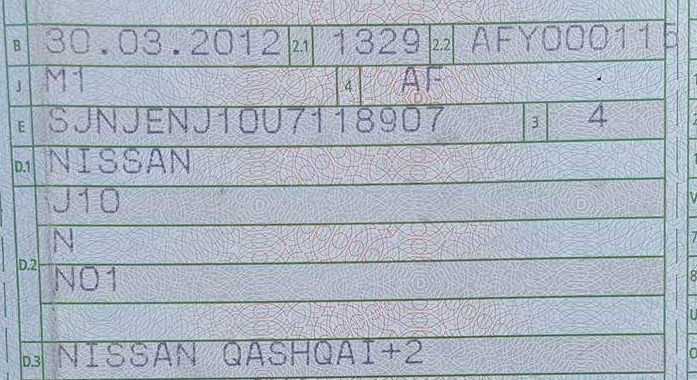 B 30.03.2012 2.1 1329 2.2 AFY000116
J M1 4 AF
E SJNJENJ10U7118907 3 4
D.1 NISSAN
J10
D.2 N
N01
D.3 NISSAN QASHQAI+2